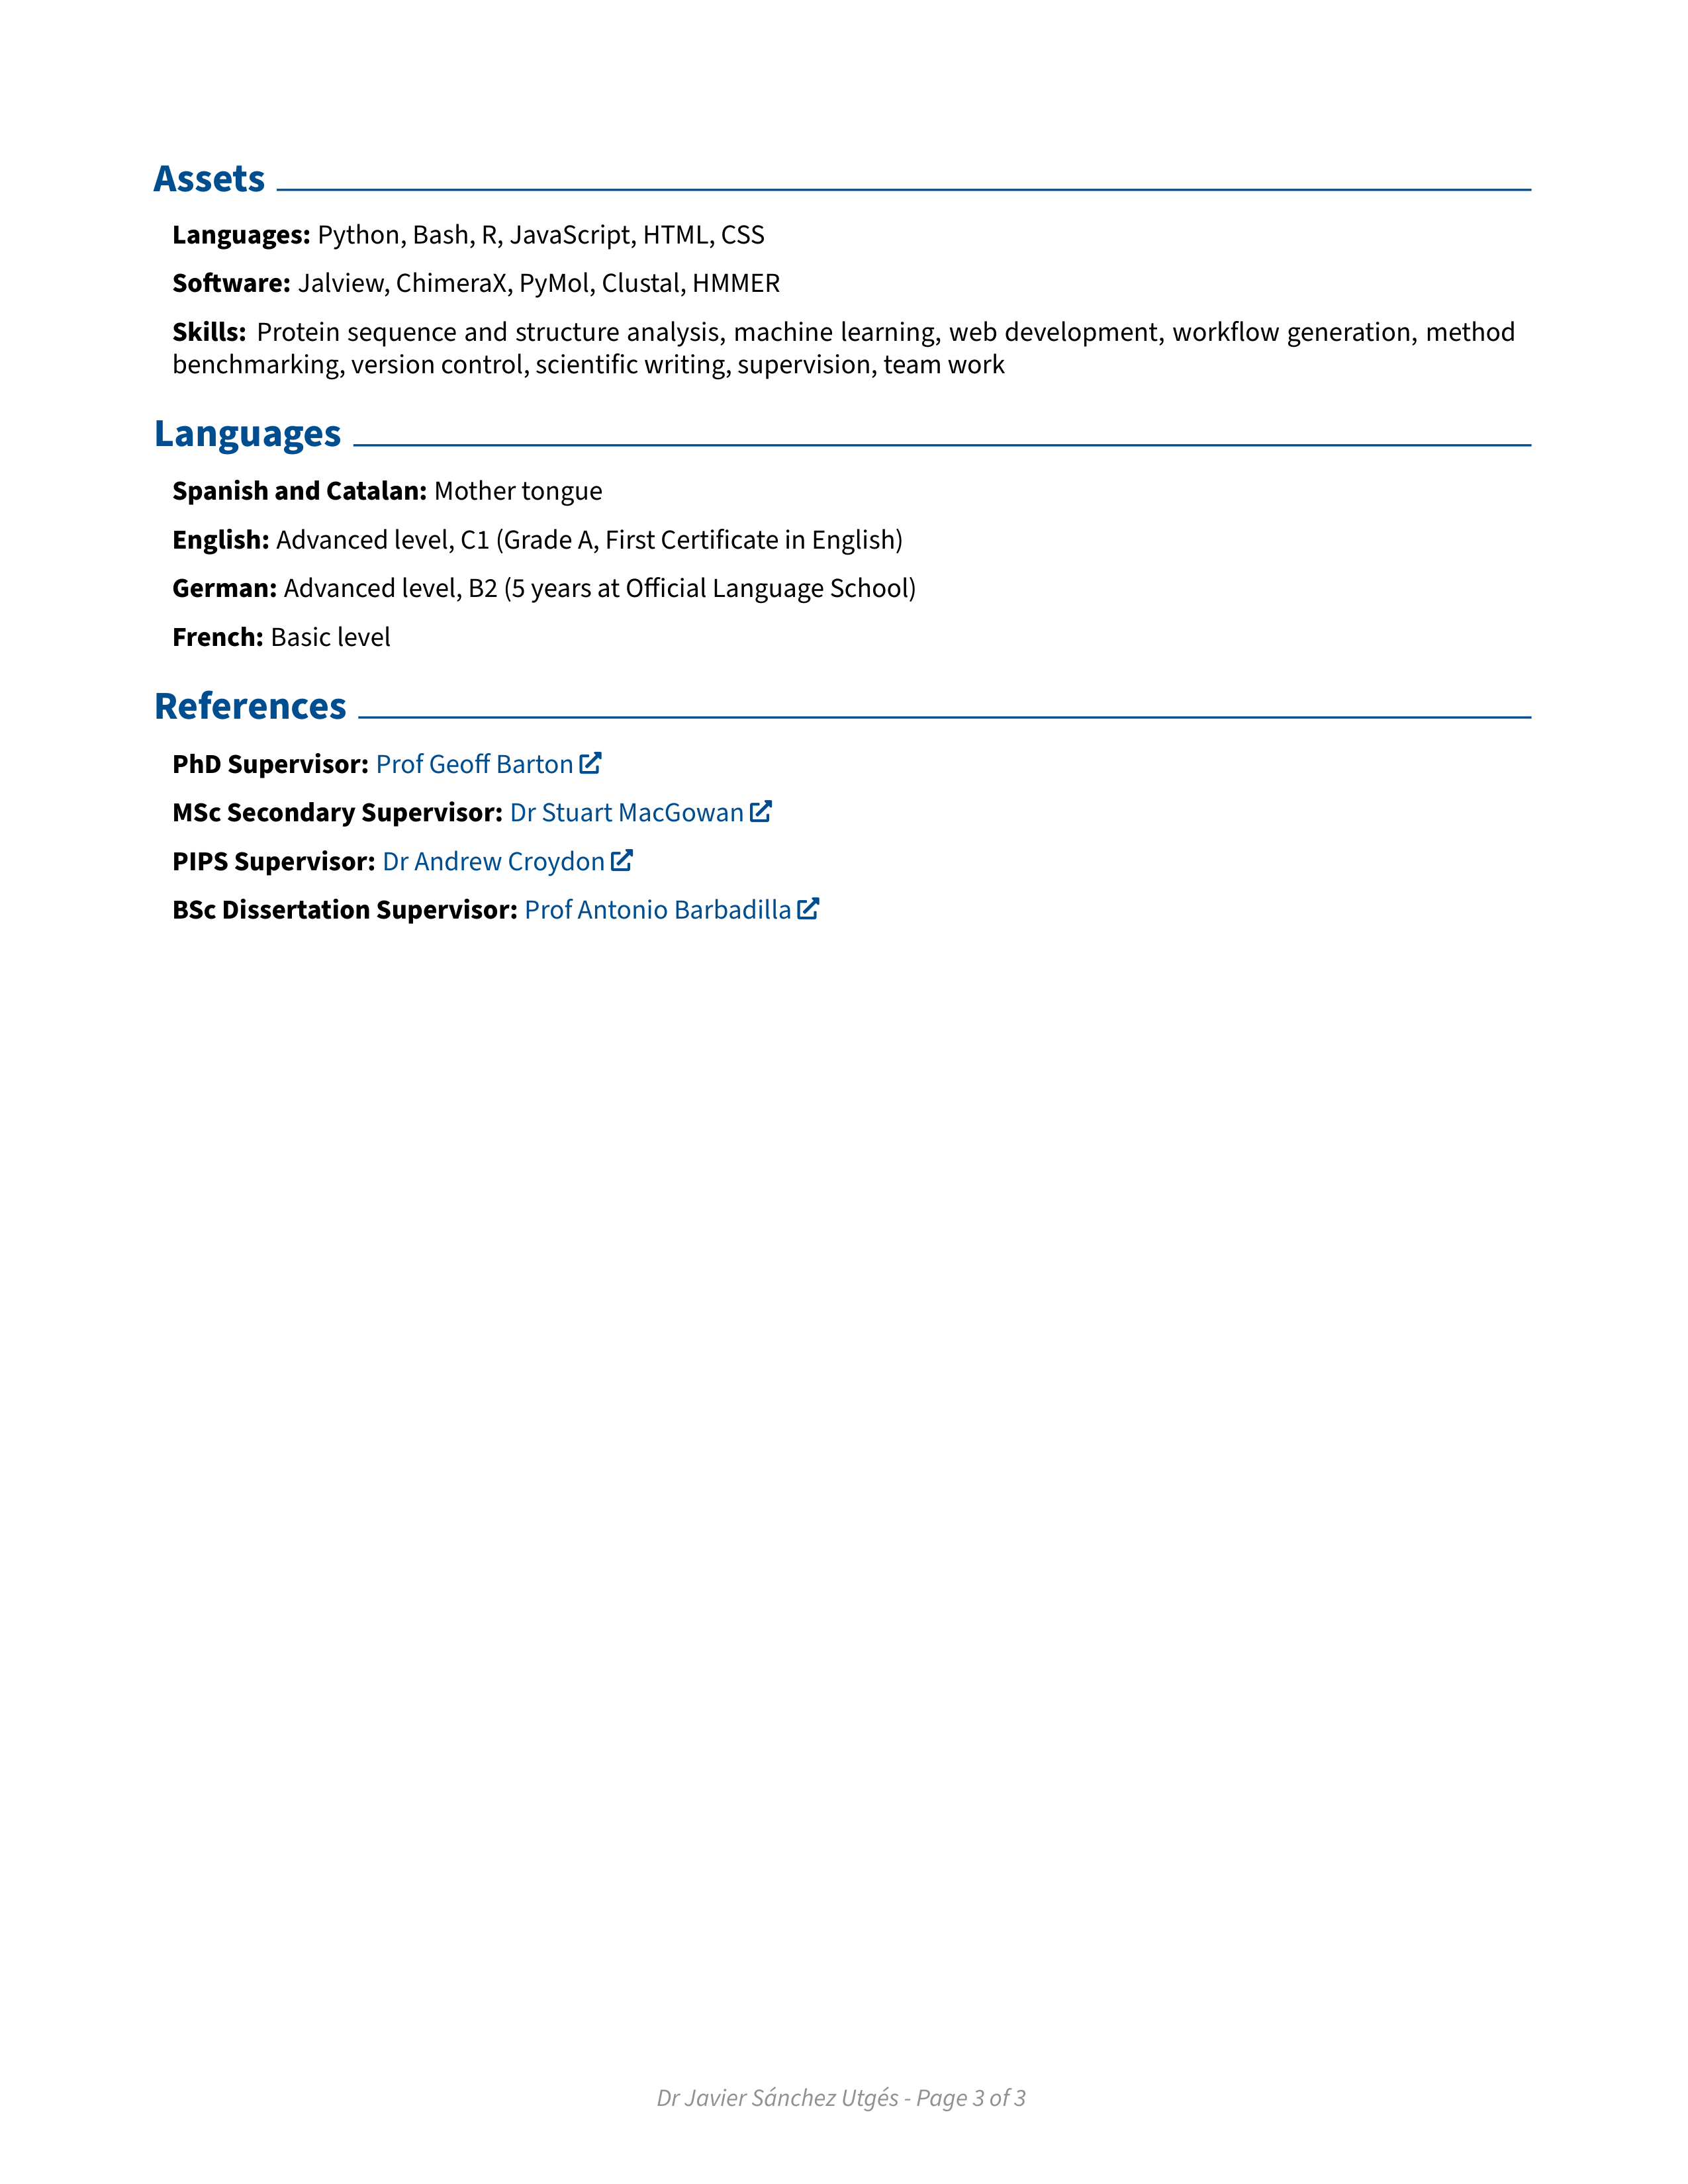 Assets
Languages: Python, Bash, R, JavaScript, HTML, CSS
Software: Jalview, ChimeraX, PyMol, Clustal, HMMER
Skills: Protein sequence and structure analysis, machine learning, web development, workflow generation, method
benchmarking, version control, scientific writing, supervision, team work
Languages
Spanish and Catalan: Mother tongue
English: Advanced level, C1 (Grade A, First Certificate in English)
German: Advanced level, B2 (5 years at Official Language School)
French: Basic level
References
PhD Supervisor: Prof Geoff Barton
MSc Secondary Supervisor: Dr Stuart MacGowan
PIPS Supervisor: Dr Andrew Croydon
BSc Dissertation Supervisor: Prof Antonio Barbadilla
Dr Javier Sánchez Utgés - Page 3 of 3